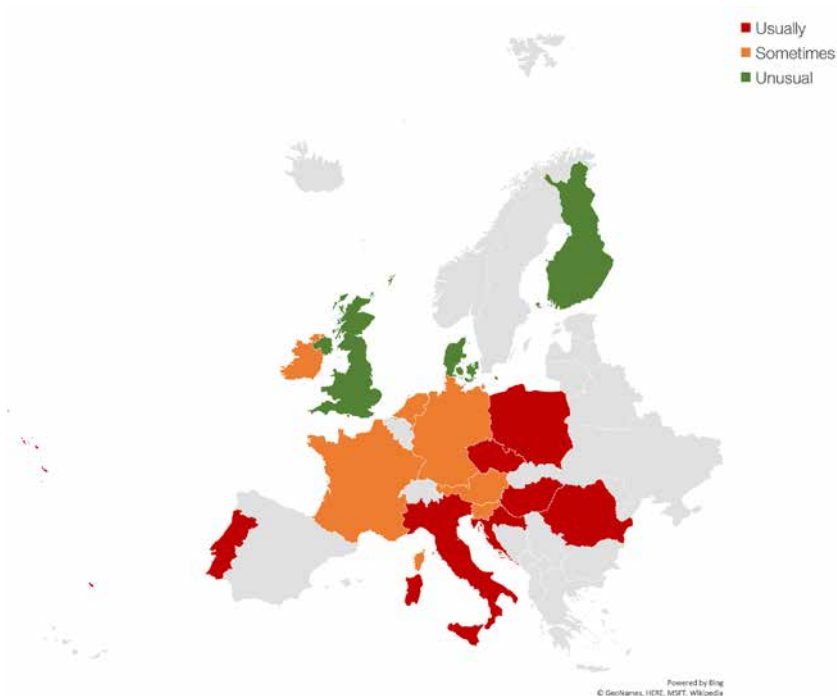 Usually
Sometimes
Unusual
Powered by Bing
© GeoNames, HERE, MSFT, Wikipedia